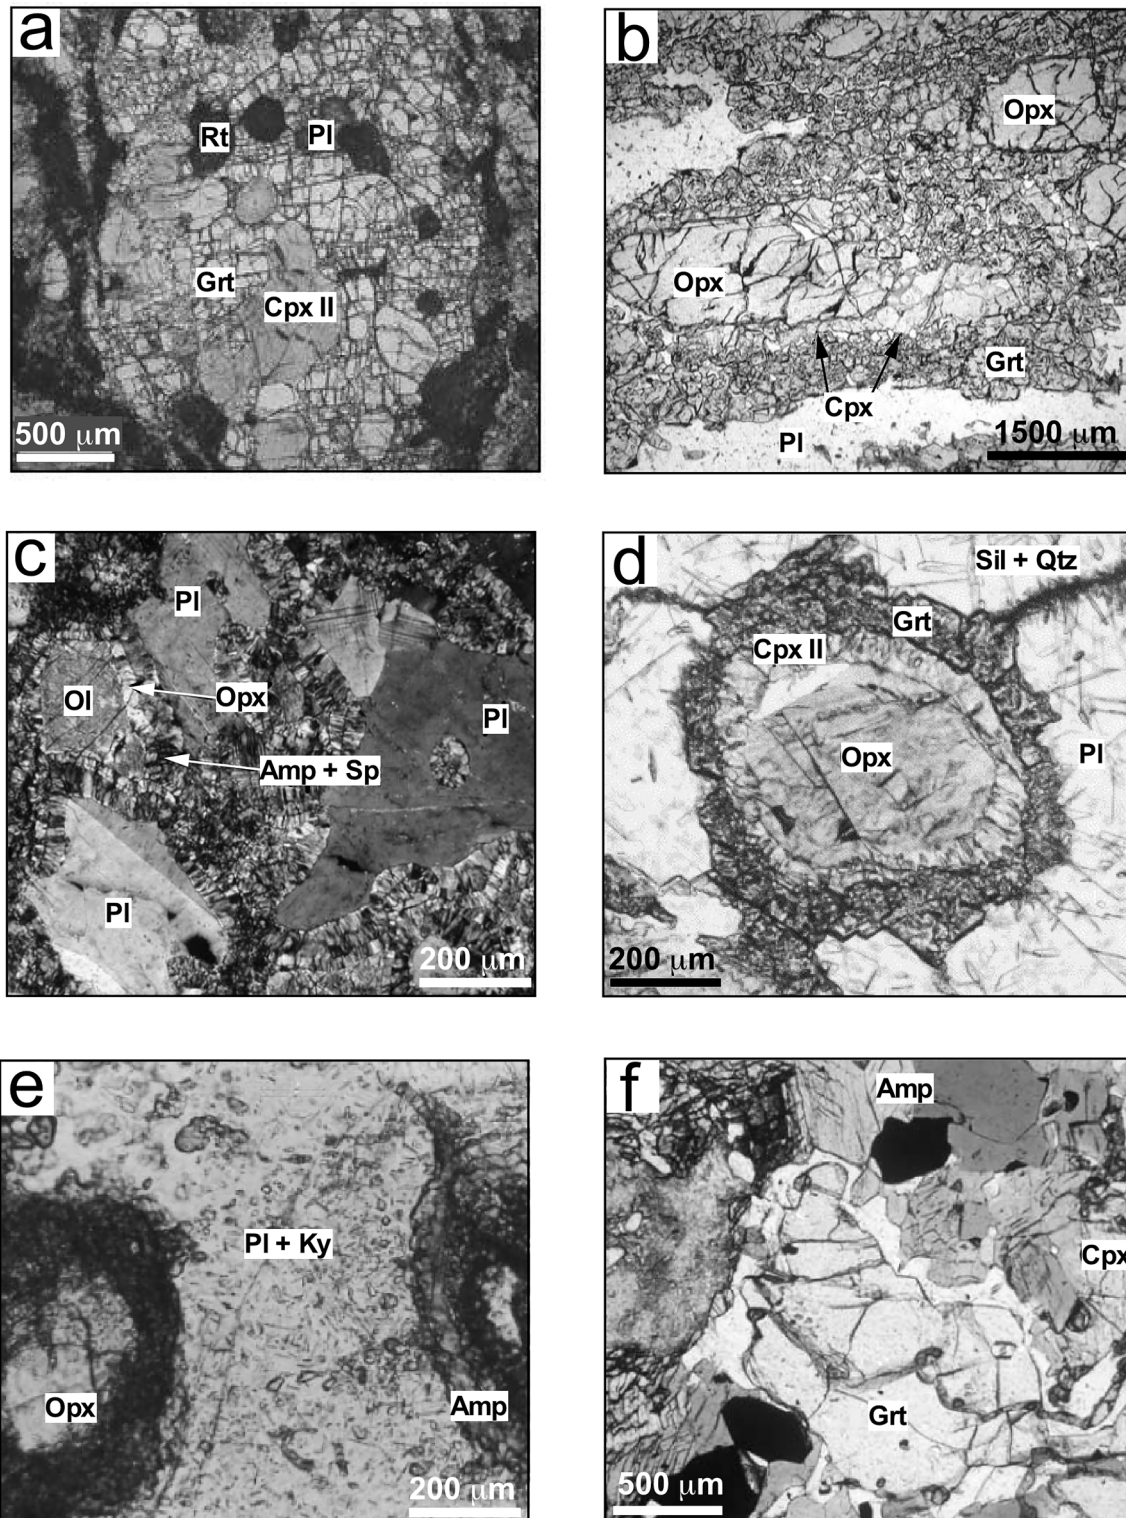 a
Rt
Pl
Grt
Cpx II
500 μm
b
Opx
Opx
Grt
Cpx
Pl
1500 μm
c
Pl
Ol
Opx
Pl
Amp + Sp
Pl
200 μm
d
Sil + Qtz
Grt
Cpx II
Opx
Pl
200 μm
e
Pl + Ky
Opx
Amp
200 μm
f
Amp
Cpx
Grt
500 μm